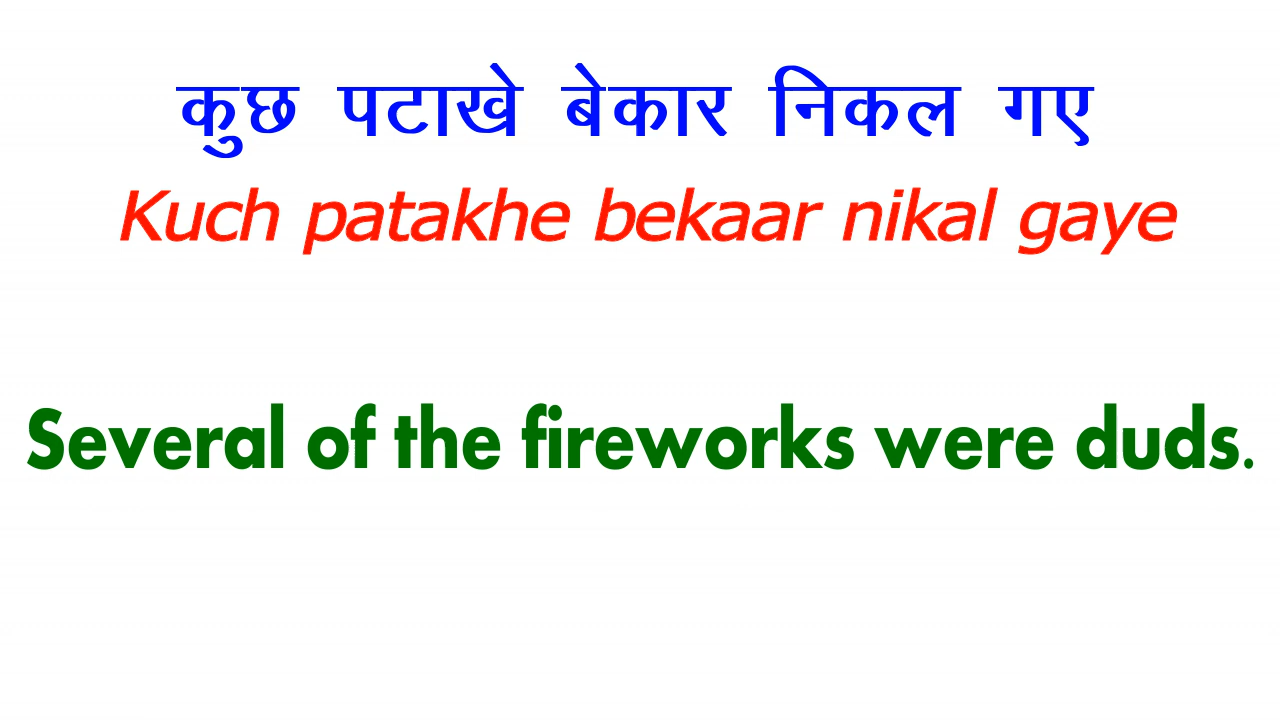 कुछ पटाखे बेकार निकल गए
Kuch patakhe bekaar nikal gaye
Several of the fireworks were duds.